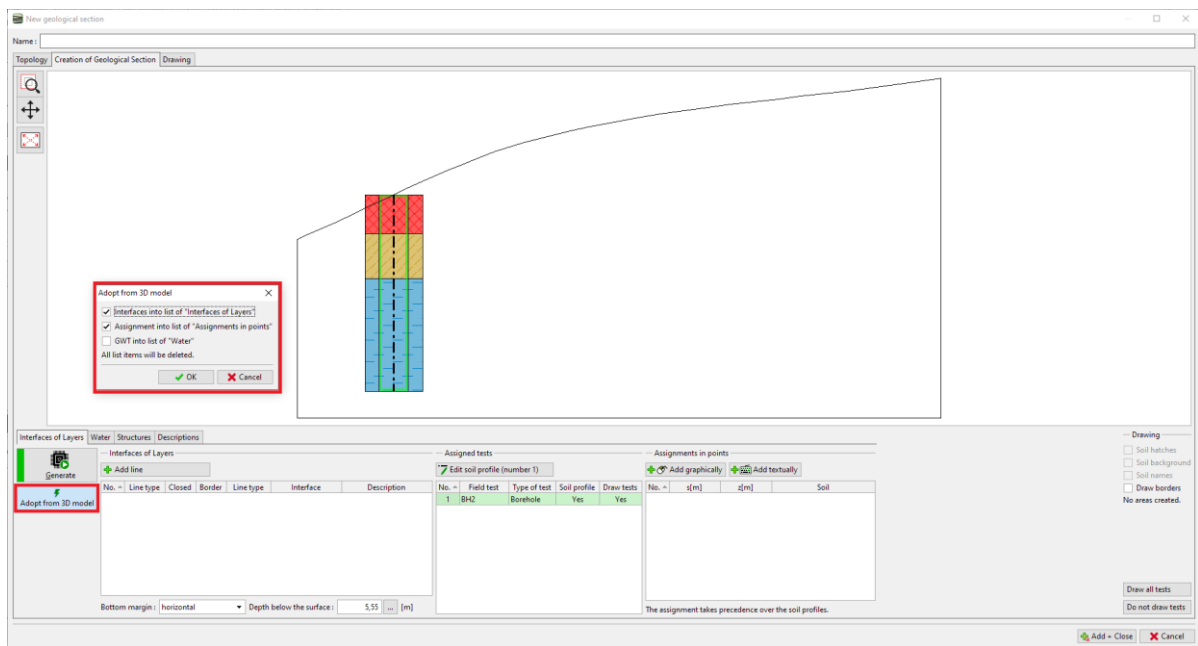 New geological section
Name :
Topology Creation of Geological Section Drawing
Adopt from 3D model
Interfaces into list of "Interfaces of Layers"
Assignment into list of "Assignments in points"
GWT into list of "Water"
All list items will be deleted.
OK Cancel
Interfaces of Layers Water Structures Descriptions
Generate
Adopt from 3D model
Interfaces of Layers
Add line
No. Line type Closed Border Line type Interface Description
Bottom margin : horizontal Depth below the surface : 5,55 ... [m]
Assigned tests
Edit soil profile (number 1)
No. Field test Type of test Soil profile Draw tests
1 BH2 Borehole Yes Yes
Assignments in points
Add graphically Add textually
No. s[m] z[m] Soil
The assignment takes precedence over the soil profiles.
Drawing
Soil hatches
Soil background
Soil names
Draw borders
No areas created.
Draw all tests
Do not draw tests
Add + Close Cancel